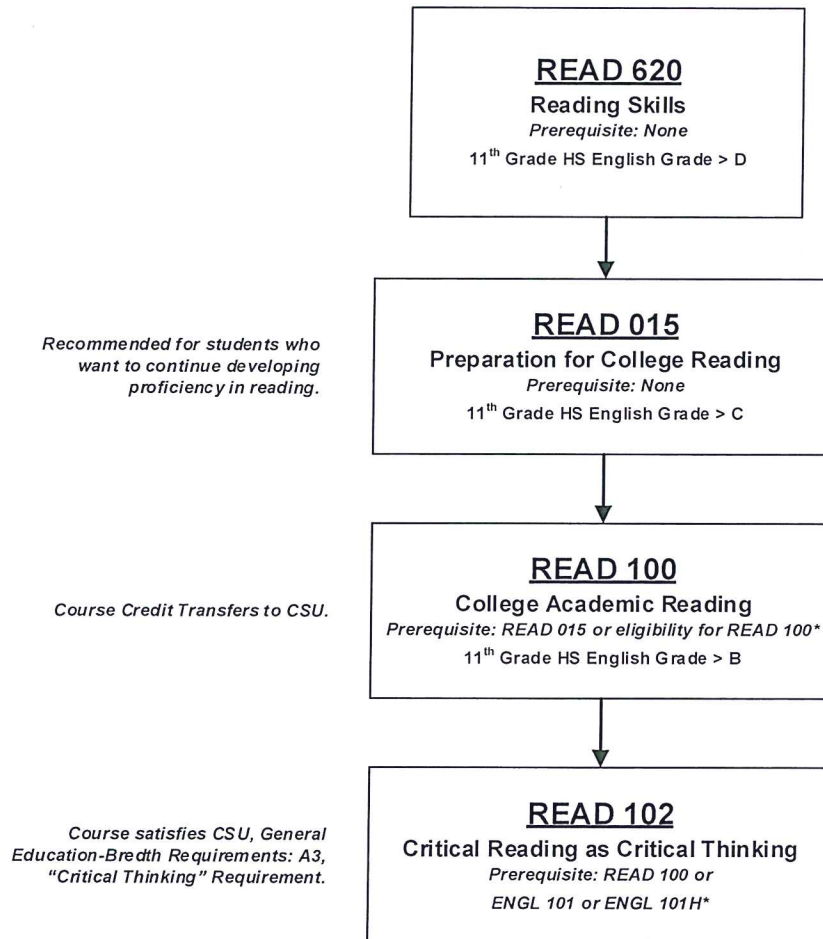 READ 620
Reading Skills
Prerequisite: None
11th Grade HS English Grade > D
Recommended for students who
want to continue developing
proficiency in reading.
READ 015
Preparation for College Reading
Prerequisite: None
11th Grade HS English Grade > C
Course Credit Transfers to CSU.
READ 100
College Academic Reading
Prerequisite: READ 015 or eligibility for READ 100*
11th Grade HS English Grade > B
Course satisfies CSU, General
Education-Bredth Requirements: A3,
"Critical Thinking" Requirement.
READ 102
Critical Reading as Critical Thinking
Prerequisite: READ 100 or
ENGL 101 or ENGL 101H*